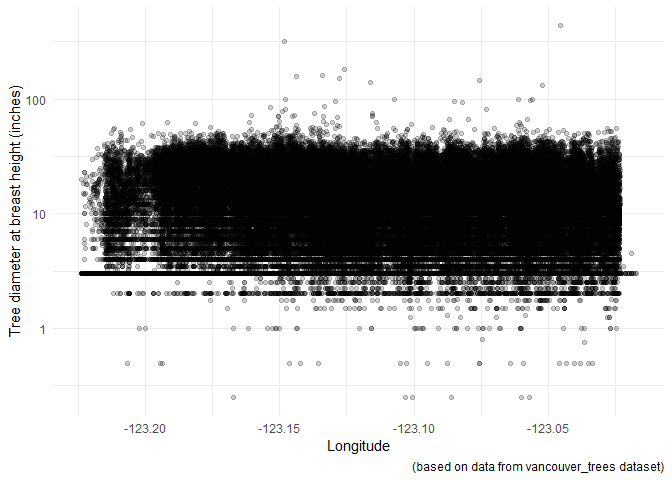 Tree diameter at breast height (inches)
100
10
1
-123.20
-123.15
-123.10
-123.05
Longitude
(based on data from vancouver_trees dataset)